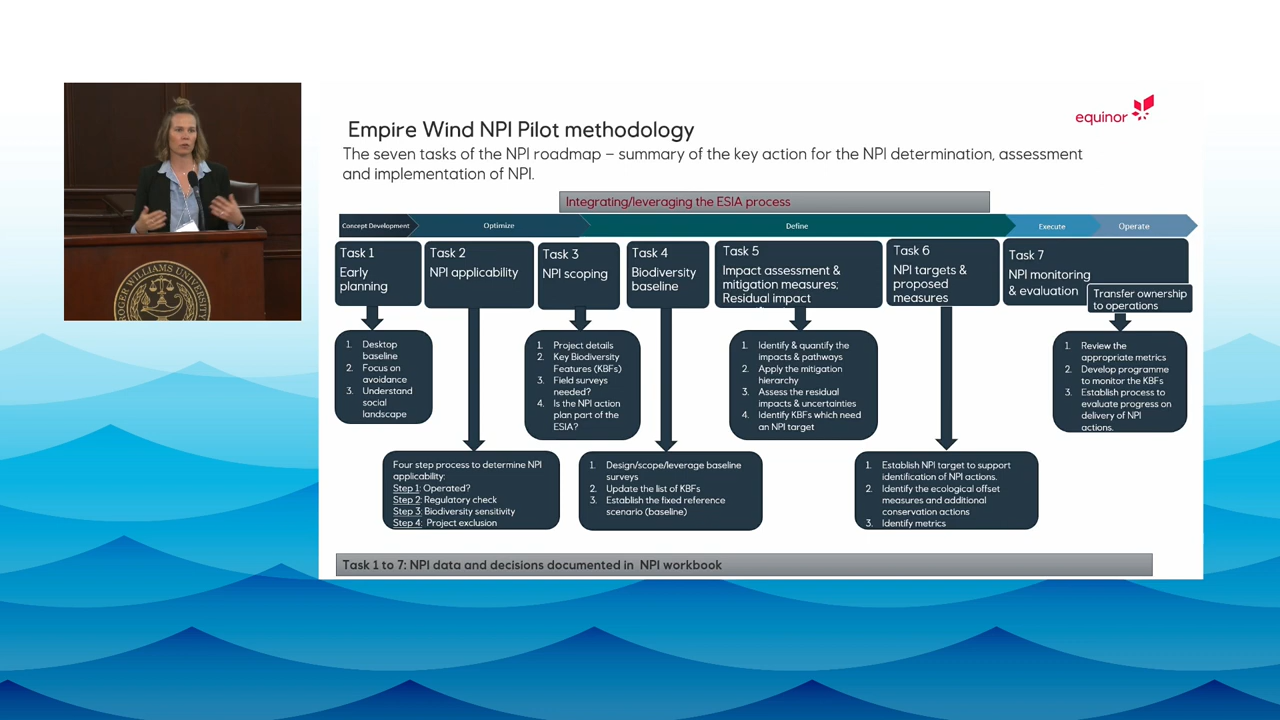 equinor
Empire Wind NPI Pilot methodology
The seven tasks of the NPI roadmap – summary of the key action for the NPI determination, assessment
and implementation of NPI.
Integrating/leveraging the ESIA process
Concept Development
Optimize
Define
Execute
Operate
Task 1
Early
planning
Task 2
NPI applicability
Task 3
NPI scoping
Task 4
Biodiversity
baseline
Task 5
Impact assessment &
mitigation measures;
Residual impact
Task 6
NPI targets &
proposed
measures
Task 7
NPI monitoring
& evaluation
Transfer ownership
to operations
1. Desktop
baseline
2. Focus on
avoidance
3. Understand
social
landscape
1. Project details
2. Key Biodiversity
Features (KBFs)
3. Field surveys
needed?
4. Is the NPI action
plan part of the
ESIA?
1. Identify & quantify the
impacts & pathways
2. Apply the mitigation
hierarchy
3. Assess the residual
impacts & uncertainties
4. Identify KBFs which need
an NPI target
1. Review the
appropriate metrics
2. Develop programme
to monitor the KBFs
3. Establish process to
evaluate progress on
delivery of NPI
actions.
Four step process to determine NPI
applicability:
Step 1: Operated?
Step 2: Regulatory check
Step 3: Biodiversity sensitivity
Step 4: Project exclusion
1. Design/scope/leverage baseline
surveys
2. Update the list of KBFs
3. Establish the fixed reference
scenario (baseline)
1. Establish NPI target to support
identification of NPI actions.
2. Identify the ecological offset
measures and additional
conservation actions
3. Identify metrics
Task 1 to 7: NPI data and decisions documented in NPI workbook
ROGER WILLIAMS UNIVERSITY